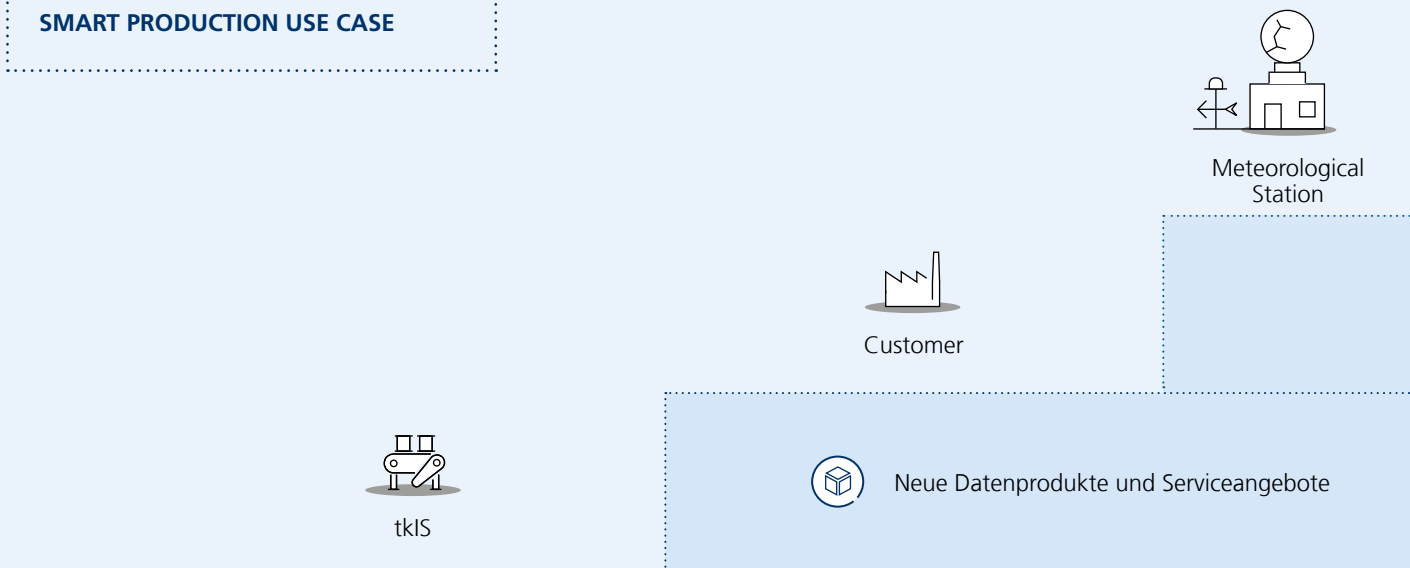 SMART PRODUCTION USE CASE
Meteorological
Station
Customer
Neue Datenprodukte und Serviceangebote
tkIS